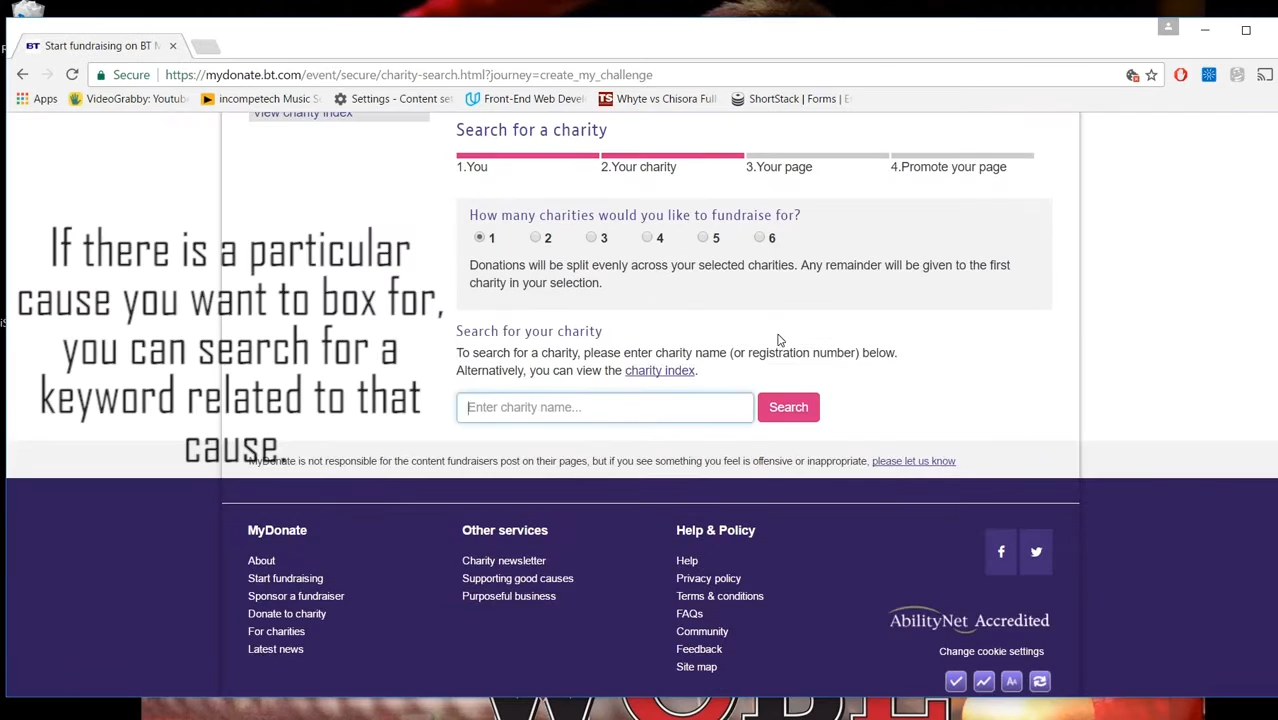 BT Start fundraising on BT M
Secure https://mydonate.bt.com/event/secure/charity-search.html?journey=create_my_challenge
Apps VideoGrabby: Youtub incompetech Music S Settings - Content set Front-End Web Devel TS Whyte vs Chisora Full ShortStack | Forms | E
View charity index
Search for a charity
1.You 2.Your charity 3.Your page 4.Promote your page
How many charities would you like to fundraise for?
1 2 3 4 5 6
Donations will be split evenly across your selected charities. Any remainder will be given to the first
charity in your selection.
If there is a particular
cause you want to box for,
you can search for a
keyword related to that
cause.
Search for your charity
To search for a charity, please enter charity name (or registration number) below.
Alternatively, you can view the charity index.
Enter charity name... Search
MyDonate is not responsible for the content fundraisers post on their pages, but if you see something you feel is offensive or inappropriate, please let us know
MyDonate
About
Start fundraising
Sponsor a fundraiser
Donate to charity
For charities
Latest news
Other services
Charity newsletter
Supporting good causes
Purposeful business
Help & Policy
Help
Privacy policy
Terms & conditions
FAQs
Community
Feedback
Site map
AbilityNet Accredited
Change cookie settings
AA